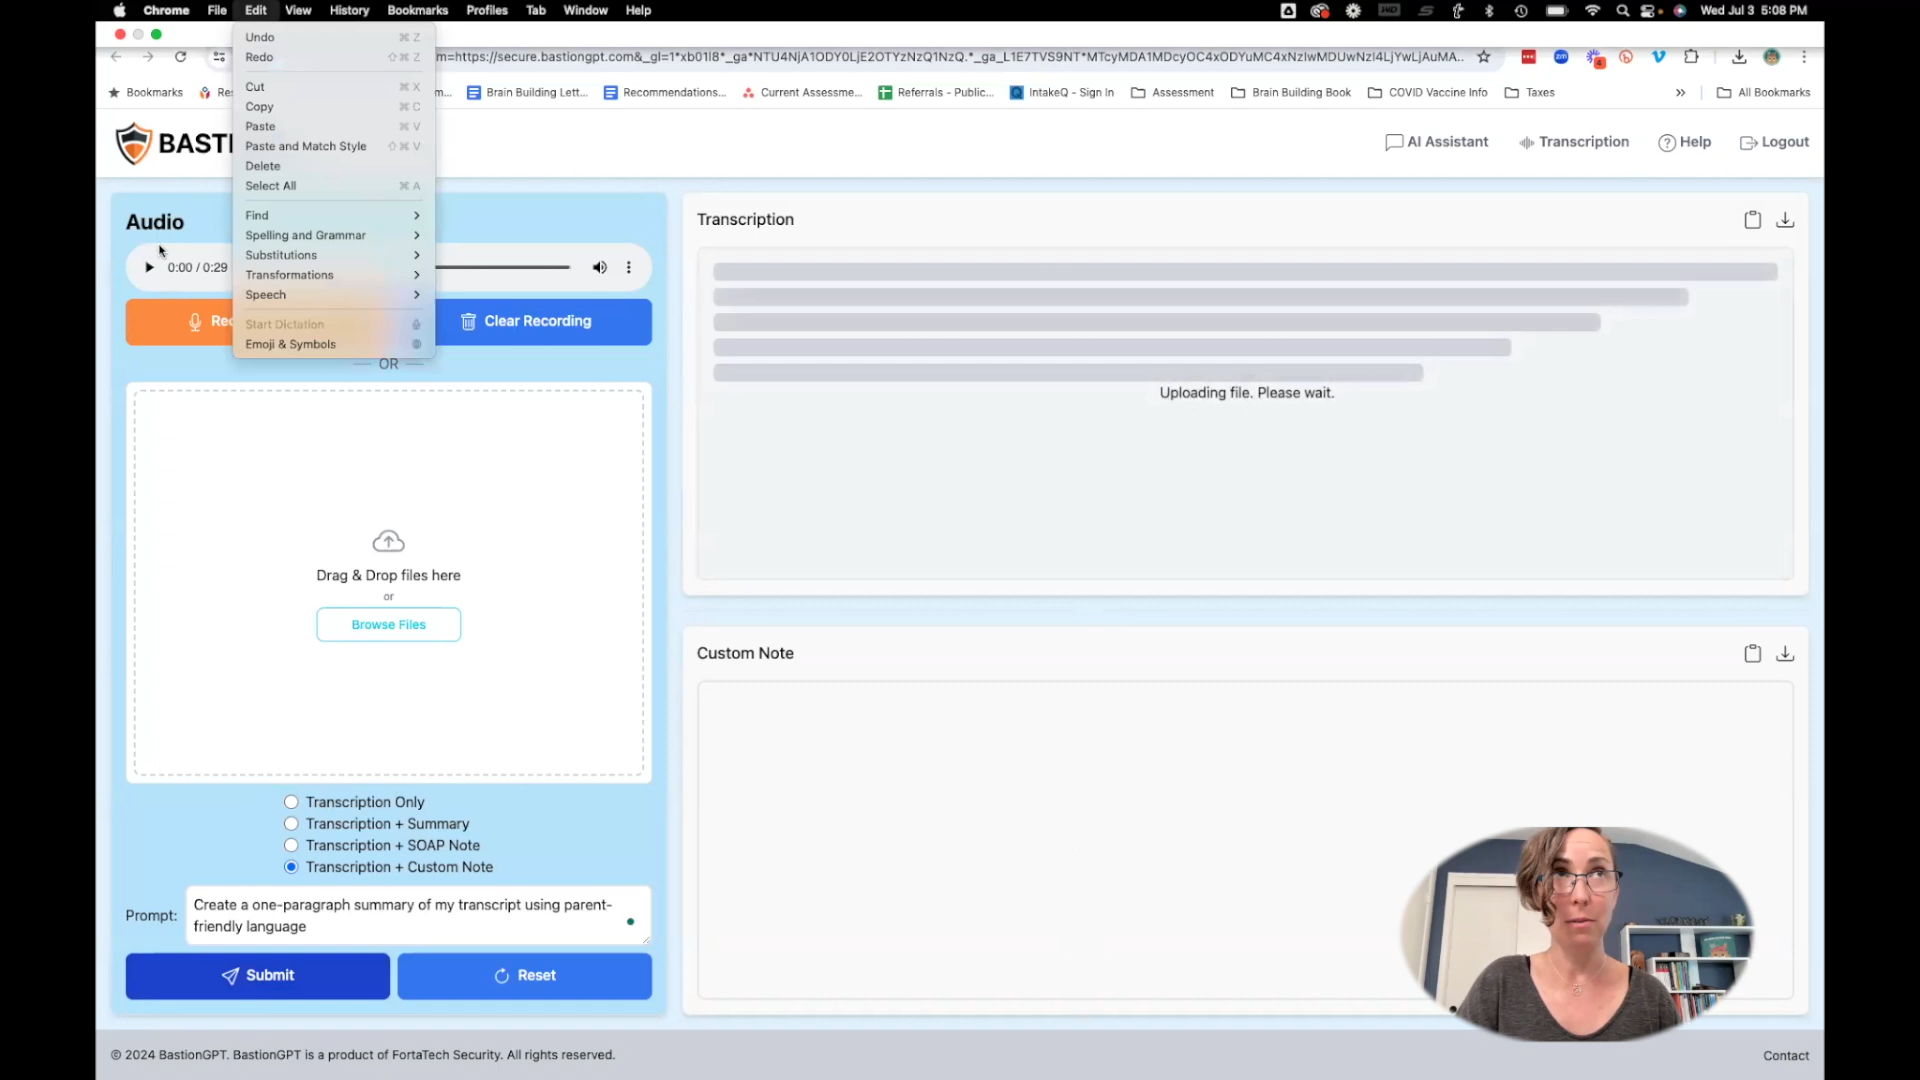 Chrome File Edit View History Bookmarks Profiles Tab Window Help
Wed Jul 3 5:08 PM
Undo ⌘ Z
Redo ⇧ ⌘ Z
Cut ⌘ X
Copy ⌘ C
Paste ⌘ V
Paste and Match Style ⇧ ⌘ V
Delete
Select All ⌘ A
Find
Spelling and Grammar
Substitutions
Transformations
Speech
Start Dictation
Emoji & Symbols
Bookmarks
Brain Building Lett...
Recommendations...
Current Assessme...
Referrals - Public...
IntakeQ - Sign In
Assessment
Brain Building Book
COVID Vaccine Info
Taxes
»
All Bookmarks
BASTI
AI Assistant
Transcription
Help
Logout
Audio
0:00 / 0:29
Rec
Clear Recording
OR
Drag & Drop files here
or
Browse Files
Transcription Only
Transcription + Summary
Transcription + SOAP Note
Transcription + Custom Note
Prompt:
Create a one-paragraph summary of my transcript using parent-
friendly language
Submit
Reset
Transcription
Uploading file. Please wait.
Custom Note
© 2024 BastionGPT. BastionGPT is a product of FortaTech Security. All rights reserved.
Contact